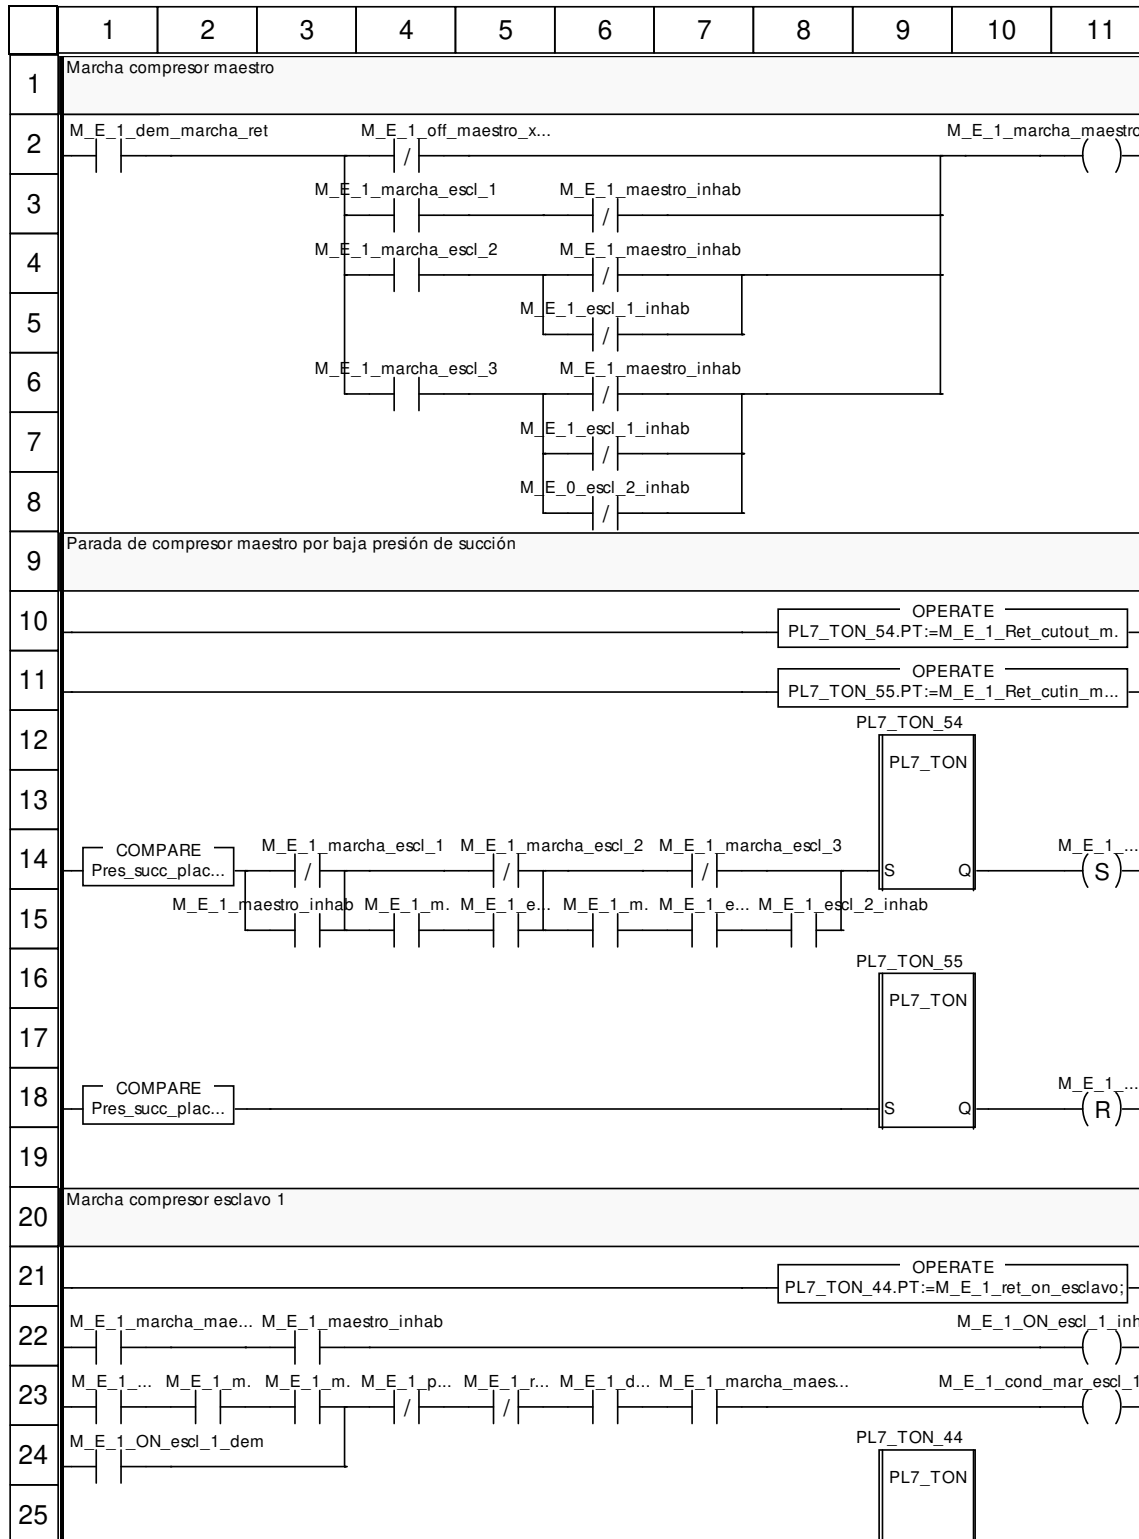 1 2 3 4 5 6 7 8 9 10 11
1 Marcha compresor maestro
M_E_1_dem_marcha_ret M_E_1_off_maestro_x... M_E_1_marcha_maestro
2 / ( )
M_E_1_marcha_escl_1 M_E_1_maestro_inhab
3 /
M_E_1_marcha_escl_2 M_E_1_maestro_inhab
4 /
M_E_1_escl_1_inhab
5 /
M_E_1_marcha_escl_3 M_E_1_maestro_inhab
6 /
M_E_1_escl_1_inhab
7 /
M_E_0_escl_2_inhab
8 /
9 Parada de compresor maestro por baja presión de succión
10 OPERATE
PL7_TON_54.PT:=M_E_1_Ret_cutout_m.
11 OPERATE
PL7_TON_55.PT:=M_E_1_Ret_cutin_m...
12 PL7_TON_54
PL7_TON
13
14 COMPARE M_E_1_marcha_escl_1 M_E_1_marcha_escl_2 M_E_1_marcha_escl_3 M_E_1_...
Pres_succ_plac... / / / S Q (S)
15 M_E_1_maestro_inhab M_E_1_m. M_E_1_e... M_E_1_m. M_E_1_e... M_E_1_escl_2_inhab
16 PL7_TON_55
PL7_TON
17
18 COMPARE M_E_1_...
Pres_succ_plac... S Q (R)
19
20 Marcha compresor esclavo 1
21 OPERATE
PL7_TON_44.PT:=M_E_1_ret_on_esclavo;
22 M_E_1_marcha_mae... M_E_1_maestro_inhab M_E_1_ON_escl_1_inh
( )
23 M_E_1_... M_E_1_m. M_E_1_m. M_E_1_p... M_E_1_r... M_E_1_d... M_E_1_marcha_maes... M_E_1_cond_mar_escl_1
/ / ( )
24 M_E_1_ON_escl_1_dem PL7_TON_44
PL7_TON
25